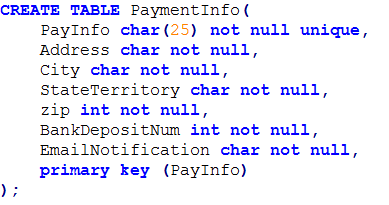 CREATE TABLE PaymentInfo(
PayInfo char(25) not null unique,
Address char not null,
City char not null,
StateTerritory char not null,
zip int not null,
BankDepositNum int not null,
EmailNotification char not null,
primary key (PayInfo)
);